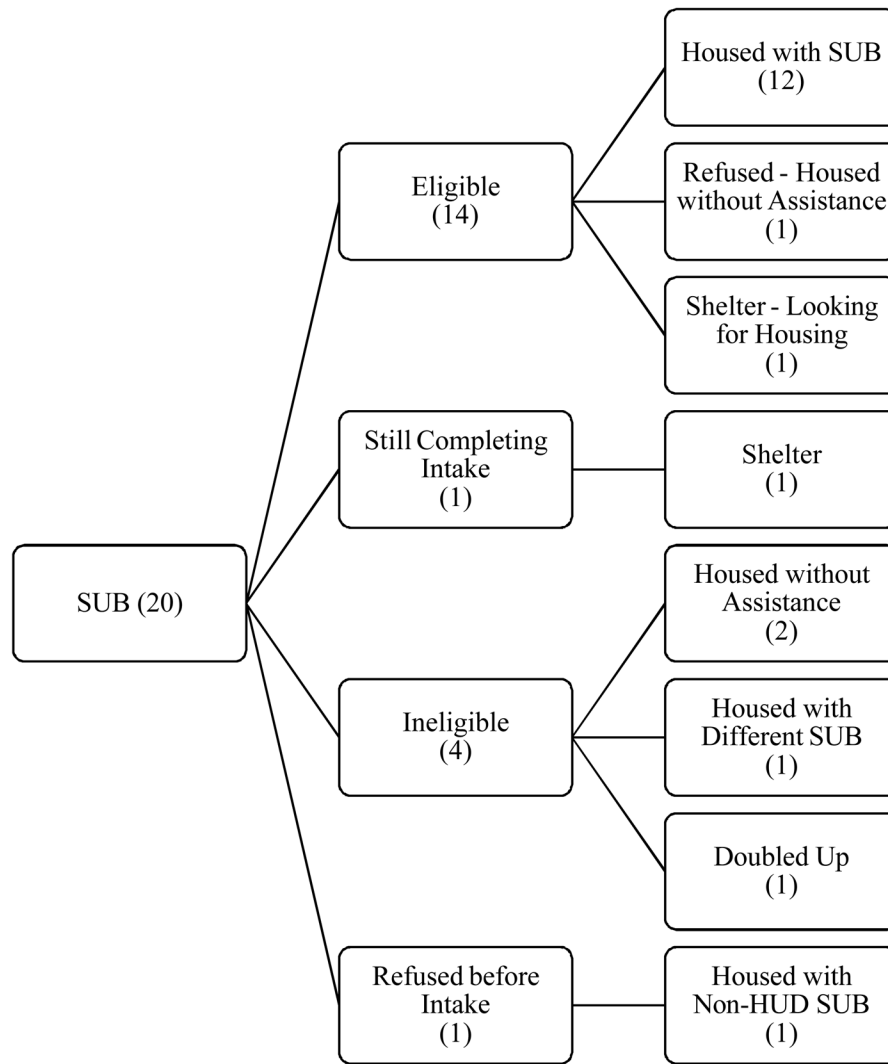 SUB (20)
Eligible
(14)
Housed with SUB
(12)
Refused - Housed
without Assistance
(1)
Shelter - Looking
for Housing
(1)
Still Completing
Intake
(1)
Shelter
(1)
Ineligible
(4)
Housed without
Assistance
(2)
Housed with
Different SUB
(1)
Doubled Up
(1)
Refused before
Intake
(1)
Housed with
Non-HUD SUB
(1)